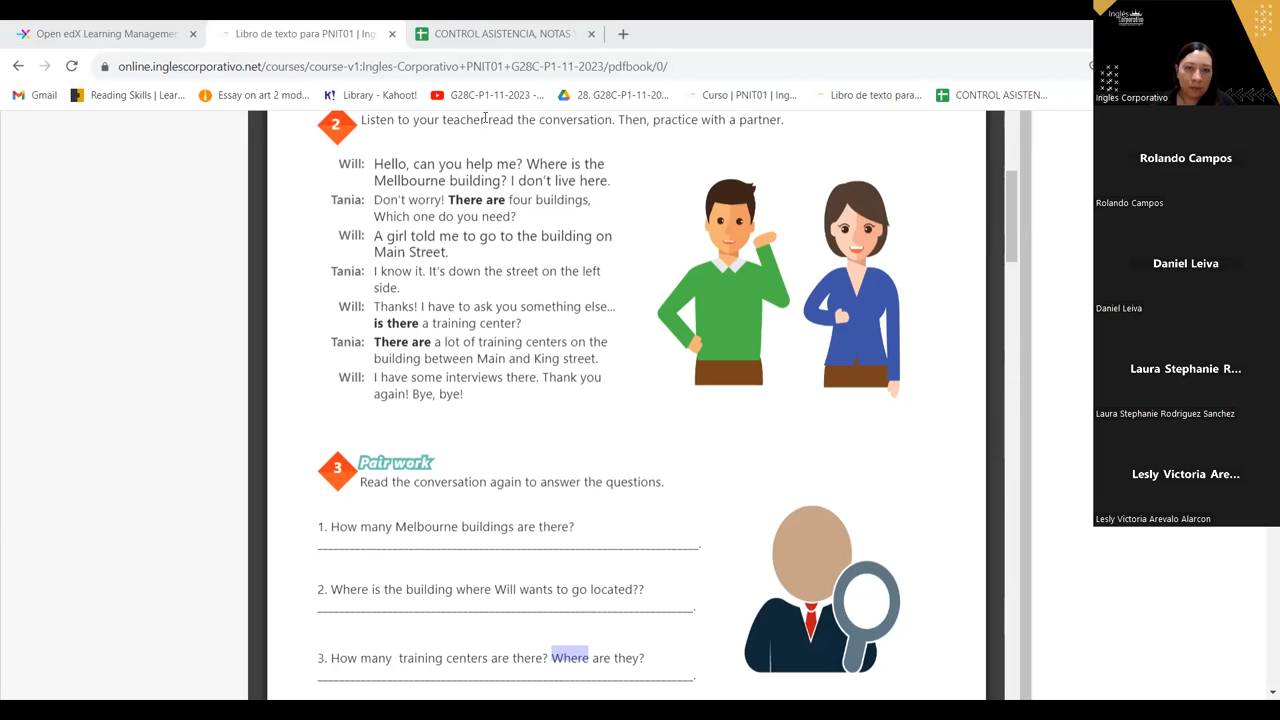 Open edX Learning Managemen
Libro de texto para PNIT01 | Ing
CONTROL ASISTENCIA, NOTAS
online.inglescorporativo.net/courses/course-v1:Ingles-Corporativo+PNIT01+G28C-P1-11-2023/pdfbook/0/
Gmail
Reading Skills | Lear...
Essay on art 2 mod...
Library - Kahoot!
G28C-P1-11-2023 -...
28. G28C-P1-11-20...
Curso | PNIT01 | Ing...
Libro de texto para...
CONTROL ASISTEN...
2 Listen to your teacher read the conversation. Then, practice with a partner.
Will: Hello, can you help me? Where is the
Mellbourne building? I don't live here.
Tania: Don't worry! There are four buildings,
Which one do you need?
Will: A girl told me to go to the building on
Main Street.
Tania: I know it. It's down the street on the left
side.
Will: Thanks! I have to ask you something else...
is there a training center?
Tania: There are a lot of training centers on the
building between Main and King street.
Will: I have some interviews there. Thank you
again! Bye, bye!
3 Pair work
Read the conversation again to answer the questions.
1. How many Melbourne buildings are there?
2. Where is the building where Will wants to go located??
3. How many training centers are there? Where are they?
Inglés
Corporativo
Ingles Corporativo
Rolando Campos
Rolando Campos
Daniel Leiva
Daniel Leiva
Laura Stephanie R...
Laura Stephanie Rodriguez Sanchez
Lesly Victoria Are...
Lesly Victoria Arevalo Alarcon